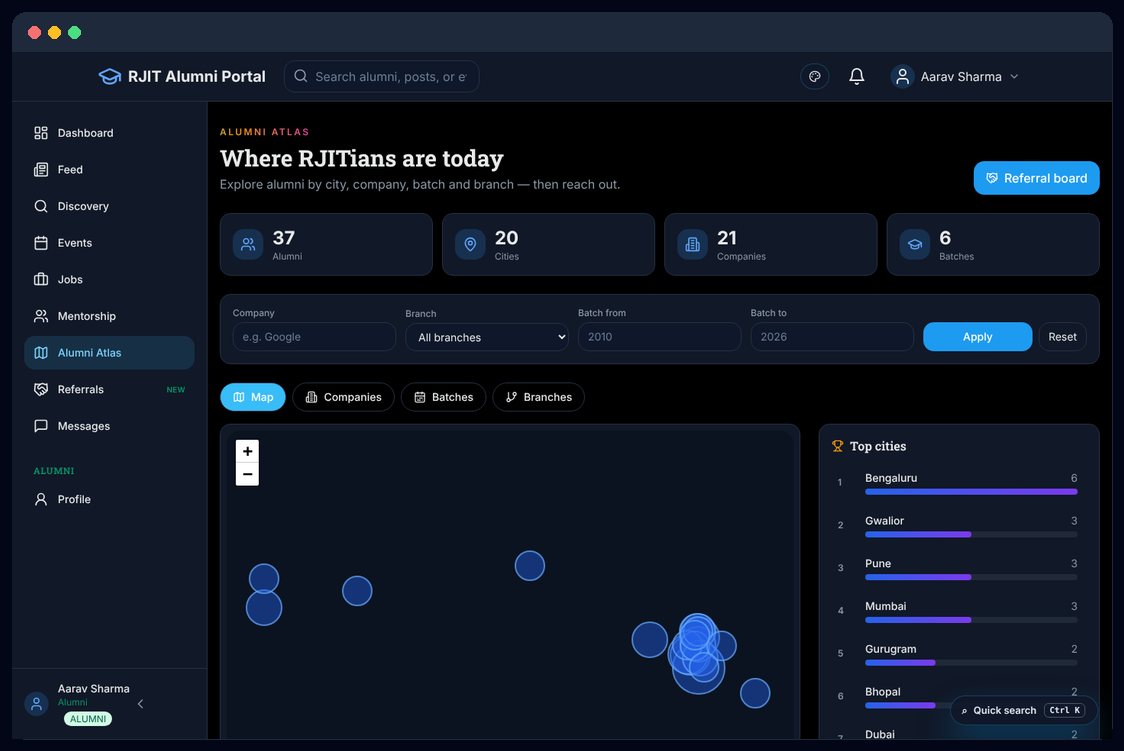 RJIT Alumni Portal
Search alumni, posts, or e
Aarav Sharma
Dashboard
Feed
Discovery
Events
Jobs
Mentorship
Alumni Atlas
Referrals NEW
Messages
ALUMNI
Profile
Aarav Sharma
Alumni
ALUMNI
ALUMNI ATLAS
Where RJITians are today
Explore alumni by city, company, batch and branch — then reach out.
Referral board
37
Alumni
20
Cities
21
Companies
6
Batches
Company
e.g. Google
Branch
All branches
Batch from
2010
Batch to
2026
Apply
Reset
Map
Companies
Batches
Branches
+
−
Top cities
1 Bengaluru 6
2 Gwalior 3
3 Pune 3
4 Mumbai 3
5 Gurugram 2
6 Bhopal 2
7 Dubai 2
Quick search Ctrl K